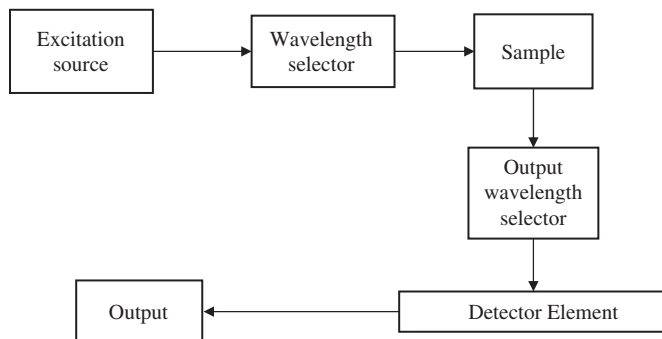 Excitation
source
Wavelength
selector
Sample
Output
wavelength
selector
Output
Detector Element